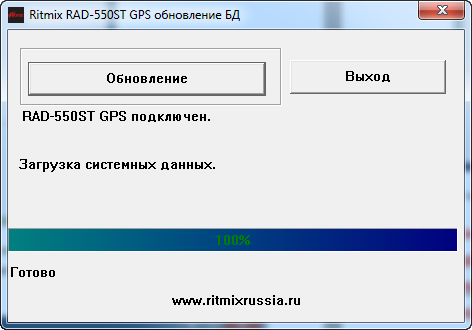 Ritmix RAD-550ST GPS обновление БД
Обновление
Выход
RAD-550ST GPS подключен.
Загрузка системных данных.
100%
Готово
www.ritmixrussia.ru